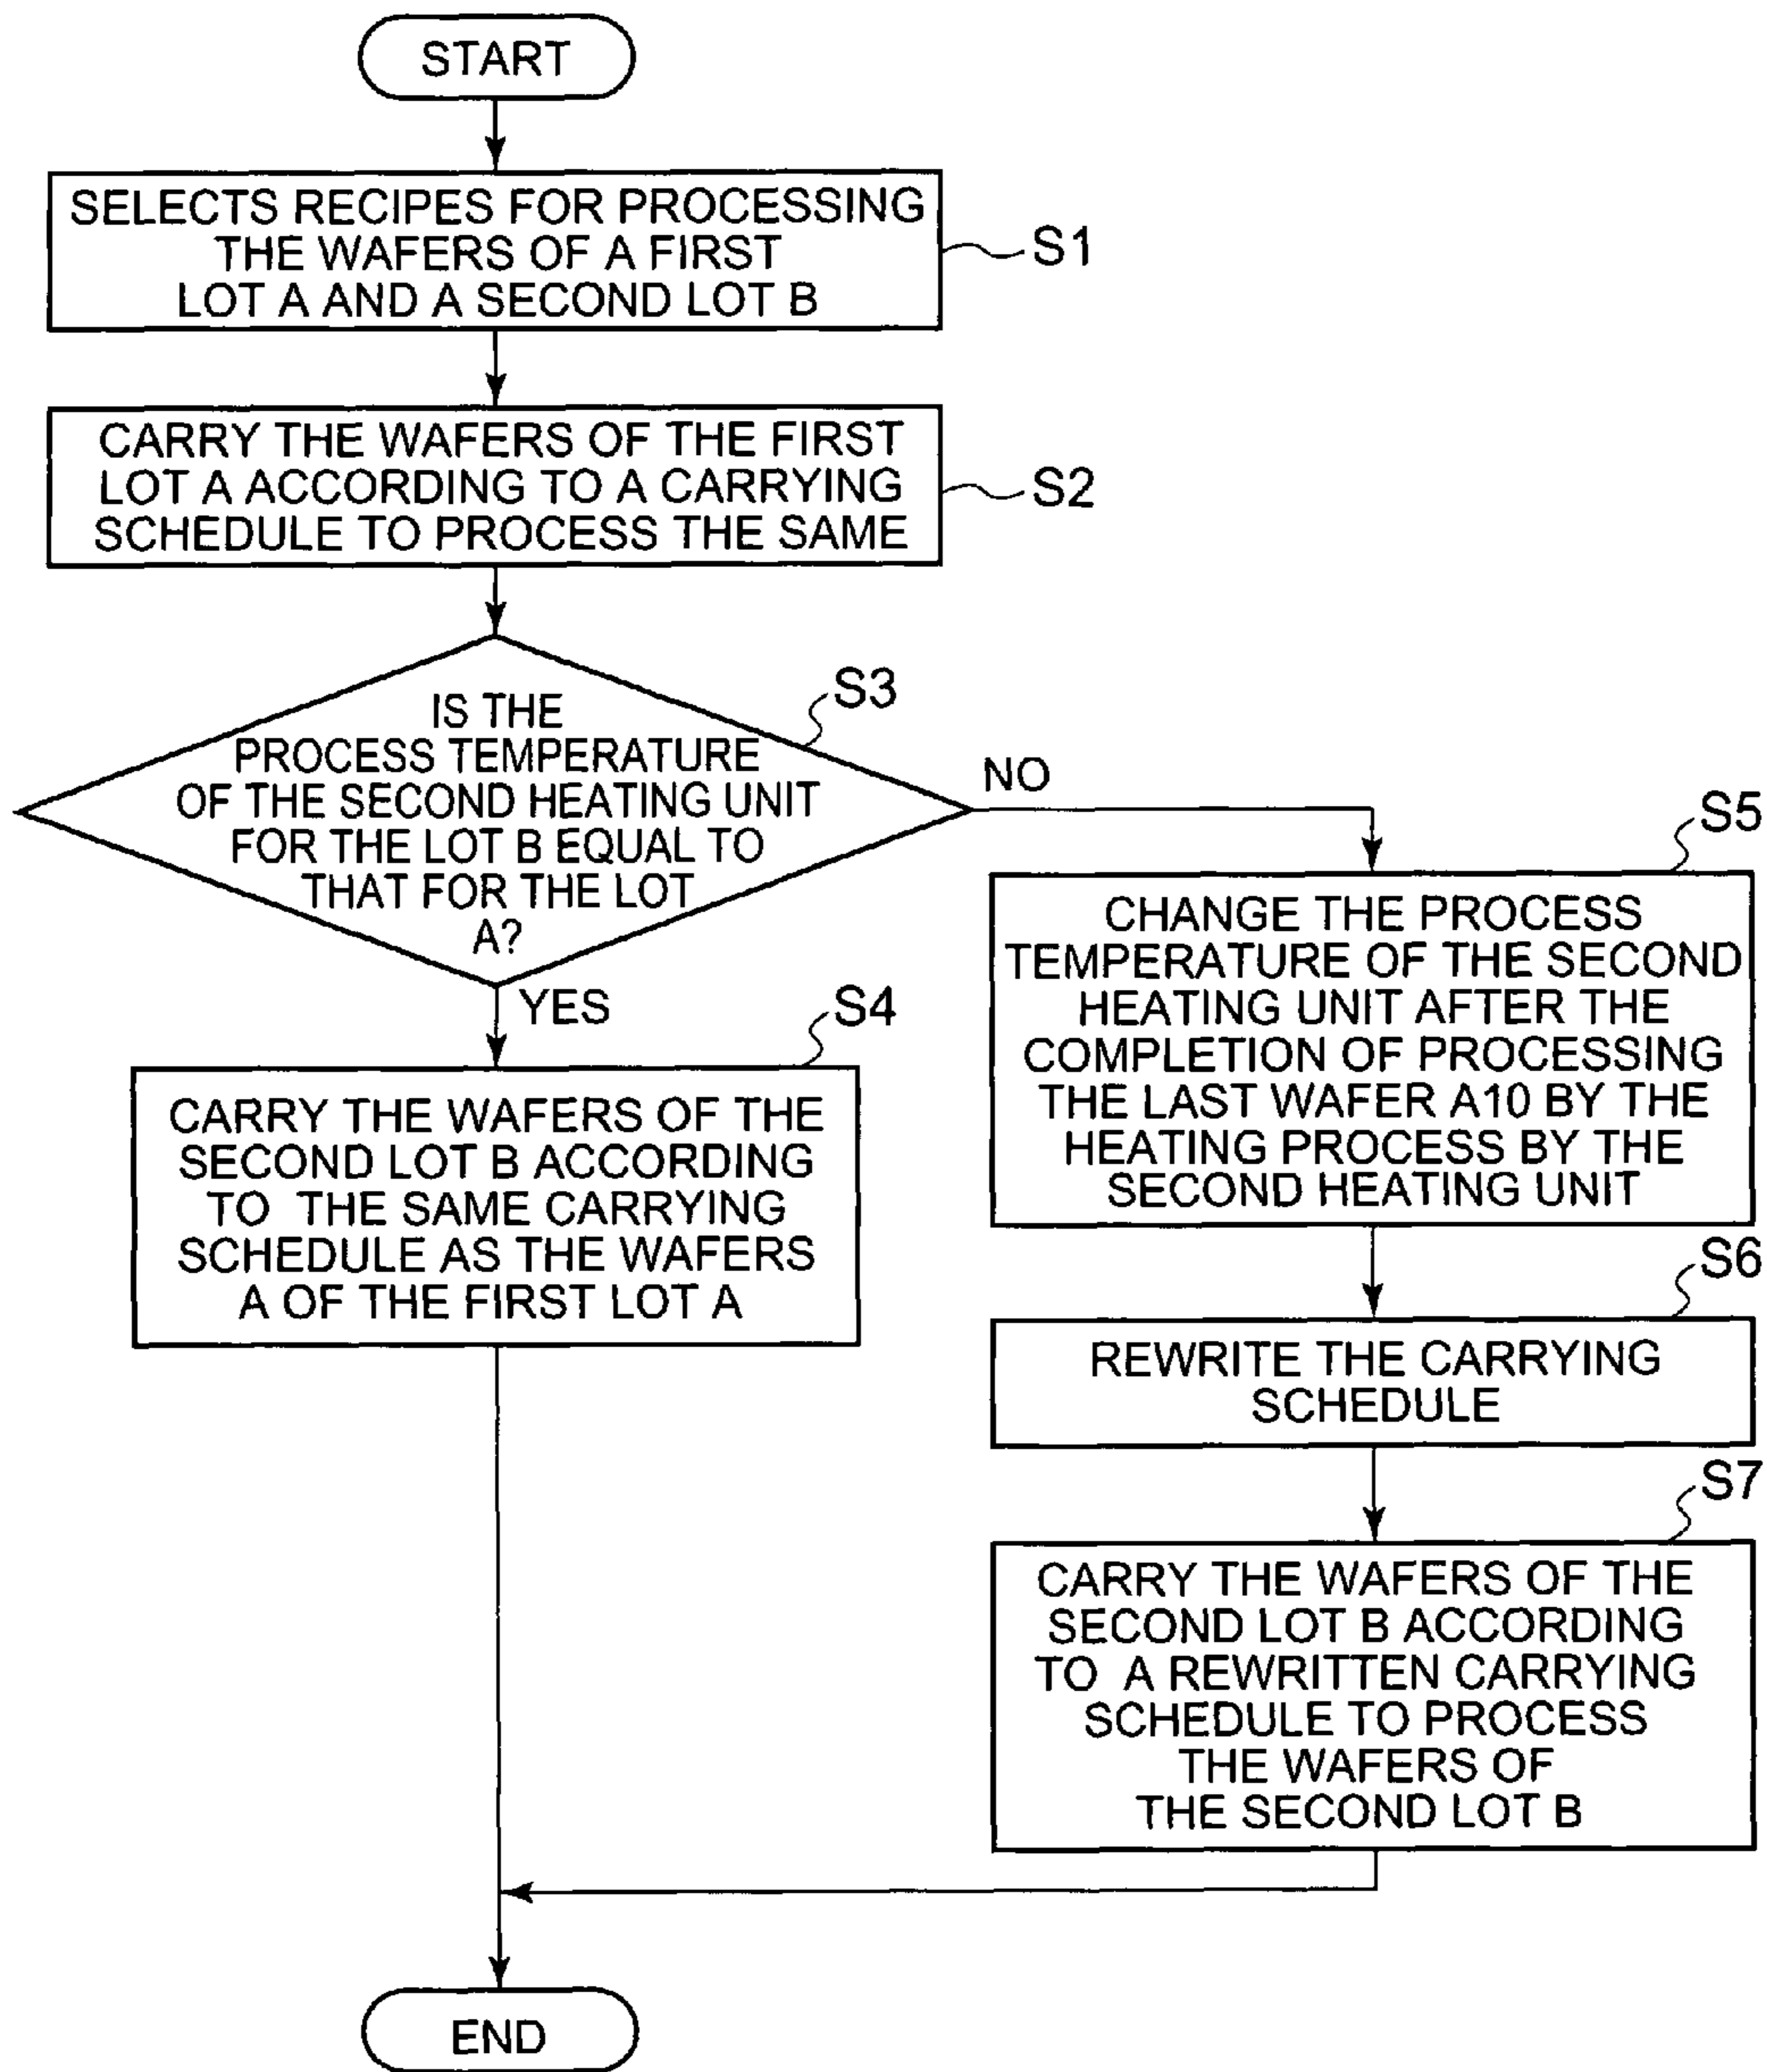 START
SELECTS RECIPES FOR PROCESSING
THE WAFERS OF A FIRST
LOT A AND A SECOND LOT B
S1
CARRY THE WAFERS OF THE FIRST
LOT A ACCORDING TO A CARRYING
SCHEDULE TO PROCESS THE SAME
S2
IS THE
PROCESS TEMPERATURE
OF THE SECOND HEATING UNIT
FOR THE LOT B EQUAL TO
THAT FOR THE LOT
A?
S3
NO
YES
S4
CARRY THE WAFERS OF THE
SECOND LOT B ACCORDING
TO THE SAME CARRYING
SCHEDULE AS THE WAFERS
A OF THE FIRST LOT A
S5
CHANGE THE PROCESS
TEMPERATURE OF THE SECOND
HEATING UNIT AFTER THE
COMPLETION OF PROCESSING
THE LAST WAFER A10 BY THE
HEATING PROCESS BY THE
SECOND HEATING UNIT
S6
REWRITE THE CARRYING
SCHEDULE
S7
CARRY THE WAFERS OF THE
SECOND LOT B ACCORDING
TO A REWRITTEN CARRYING
SCHEDULE TO PROCESS
THE WAFERS OF
THE SECOND LOT B
END